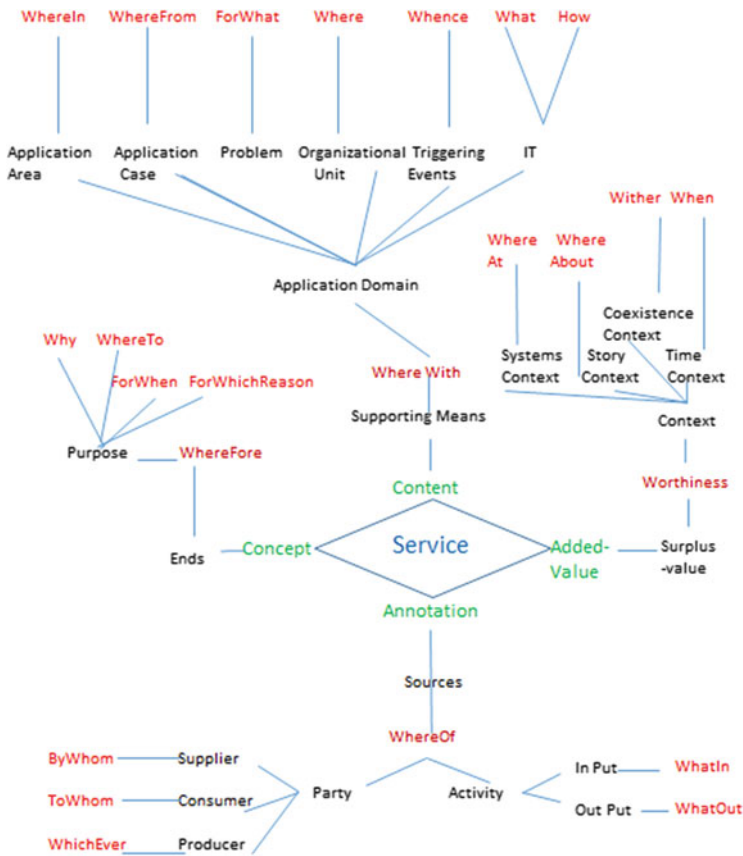 WhereIn WhereFrom ForWhat Where Whence What How
Application Area
Application Case
Problem
Organizational Unit
Triggering Events
IT
Wither When
Where At
Where About
Application Domain
Coexistence Context
Why WhereTo
ForWhen ForWhichReason
Where With
Systems Context
Story Context
Time Context
Supporting Means
Context
Purpose WhereFore
Worthiness
Content
Ends Concept Service Added-
Value
Surplus
-value
Annotation
Sources
WhereOf
ByWhom Supplier
In Put WhatIn
ToWhom Consumer Party Activity
Out Put WhatOut
WhichEver Producer